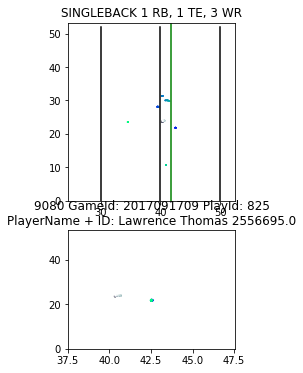 SINGLEBACK 1 RB, 1 TE, 3 WR
50
40
30
20
10
0
30 40 50
9080 GameId: 2017091709 PlayId: 825
PlayerName + ID: Lawrence Thomas 2556695.0
40
20
0
37.5 40.0 42.5 45.0 47.5